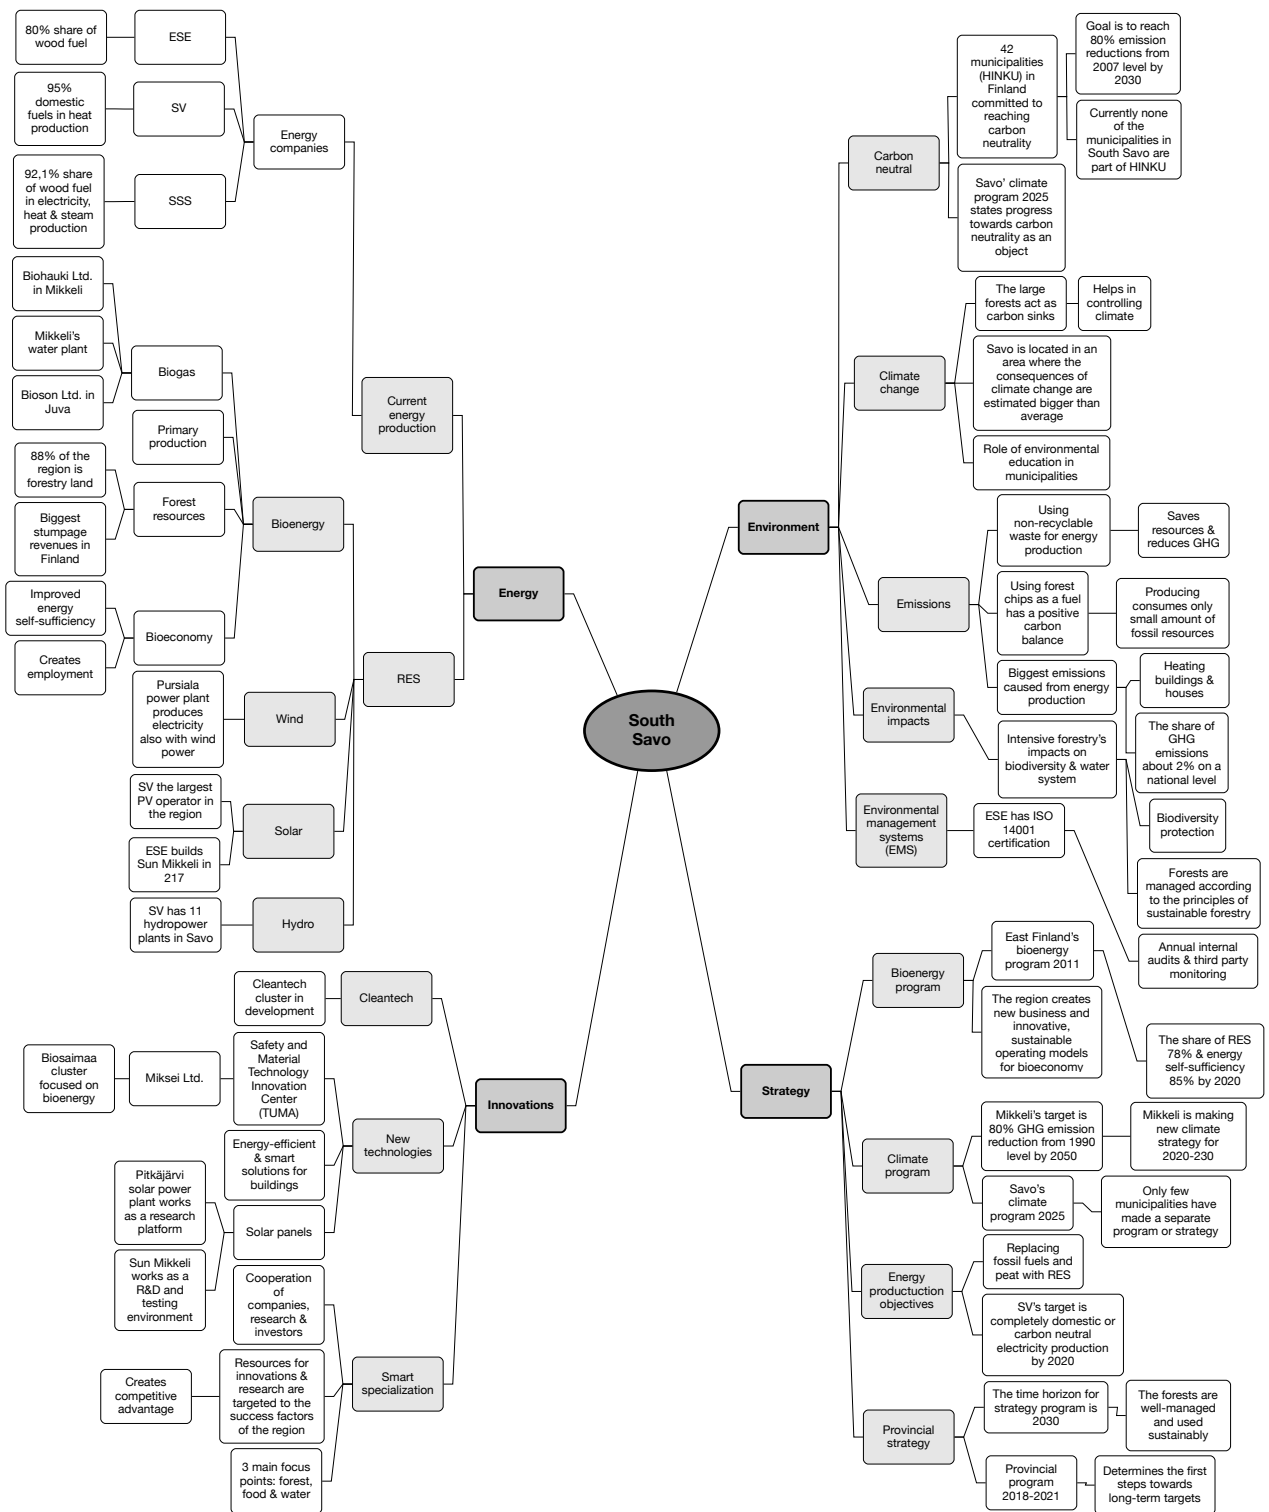 South
Savo
Energy
Current
energy
production
Energy
companies
ESE
80% share of
wood fuel
SV
95%
domestic
fuels in heat
production
SSS
92,1% share
of wood fuel
in electricity,
heat & steam
production
RES
Bioenergy
Biogas
Biohauki Ltd.
in Mikkeli
Mikkeli's
water plant
Bioson Ltd. in
Juva
Primary
production
Forest
resources
88% of the
region is
forestry land
Biggest
stumpage
revenues in
Finland
Bioeconomy
Improved
energy
self-sufficiency
Creates
employment
Wind
Pursiala
power plant
produces
electricity
also with wind
power
Solar
SV the largest
PV operator in
the region
ESE builds
Sun Mikkeli in
217
Hydro
SV has 11
hydropower
plants in Savo
Innovations
Cleantech
Cleantech
cluster in
development
New
technologies
Safety and
Material
Technology
Innovation
Center
(TUMA)
Miksei Ltd.
Biosaimaa
cluster
focused on
bioenergy
Energy-efficient
& smart
solutions for
buildings
Solar panels
Pitkäjärvi
solar power
plant works
as a research
platform
Sun Mikkeli
works as a
R&D and
testing
environment
Smart
specialization
Cooperation
of
companies,
research &
investors
Resources for
innovations &
research are
targeted to the
success factors
of the region
Creates
competitive
advantage
3 main focus
points: forest,
food & water
Environment
Carbon
neutral
42
municipalities
(HINKU) in
Finland
committed to
reaching
carbon
neutrality
Goal is to reach
80% emission
reductions from
2007 level by
2030
Currently none
of the
municipalities in
South Savo are
part of HINKU
Savo' climate
program 2025
states progress
towards carbon
neutrality as an
object
Climate
change
The large
forests act as
carbon sinks
Helps in
controlling
climate
Savo is located in an
area where the
consequences of
climate change are
estimated bigger than
average
Role of environmental
education in
municipalities
Emissions
Using
non-recyclable
waste for energy
production
Saves
resources &
reduces GHG
Using forest
chips as a fuel
has a positive
carbon
balance
Producing
consumes only
small amount of
fossil resources
Biggest emissions
caused from energy
production
Heating
buildings &
houses
The share of
GHG
emissions
about 2% on a
national level
Environmental
impacts
Intensive forestry's
impacts on
biodiversity & water
system
Biodiversity
protection
Forests are
managed according
to the principles of
sustainable forestry
Environmental
management
systems
(EMS)
ESE has ISO
14001
certification
Annual internal
audits & third party
monitoring
Strategy
Bioenergy
program
East Finland's
bioenergy
program 2011
The share of RES
78% & energy
self-sufficiency
85% by 2020
The region creates
new business and
innovative,
sustainable
operating models
for bioeconomy
Climate
program
Mikkeli's target is
80% GHG emission
reduction from 1990
level by 2050
Mikkeli is making
new climate
strategy for
2020-230
Savo's
climate
program 2025
Only few
municipalities have
made a separate
program or strategy
Energy
productuction
objectives
Replacing
fossil fuels and
peat with RES
SV's target is
completely domestic or
carbon neutral
electricity production
by 2020
Provincial
strategy
The time horizon for
strategy program is
2030
The forests are
well-managed
and used
sustainably
Provincial
program
2018-2021
Determines the first
steps towards
long-term targets